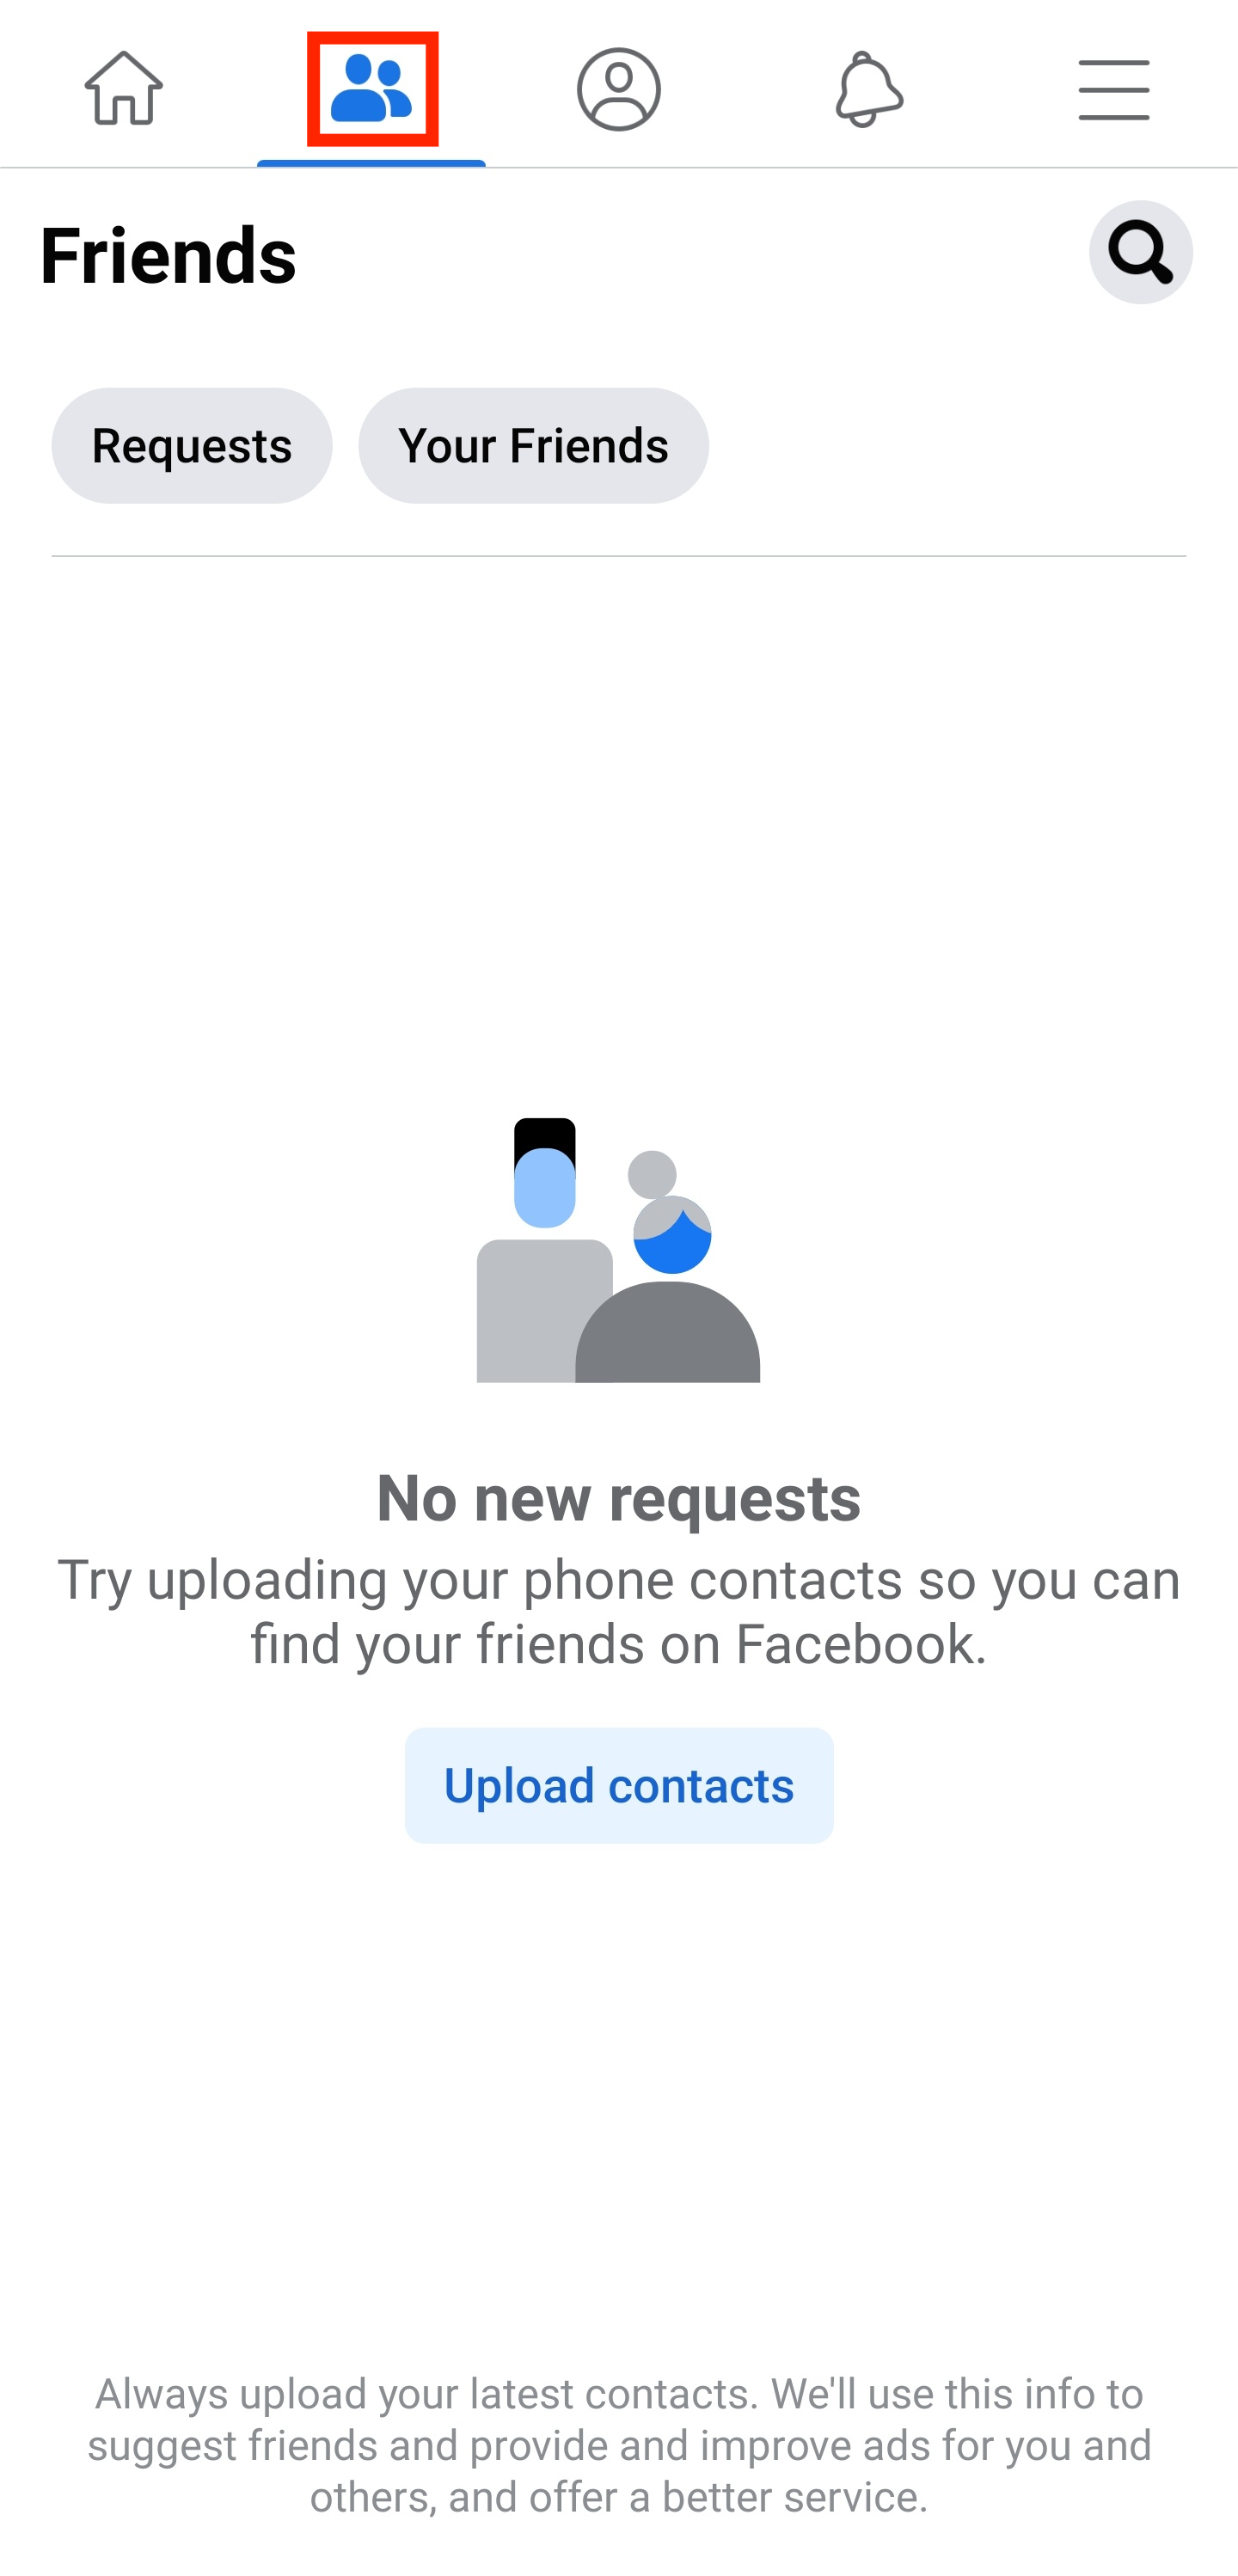 Friends
Requests
Your Friends
No new requests
Try uploading your phone contacts so you can
find your friends on Facebook.
Upload contacts
Always upload your latest contacts. We'll use this info to
suggest friends and provide and improve ads for you and
others, and offer a better service.